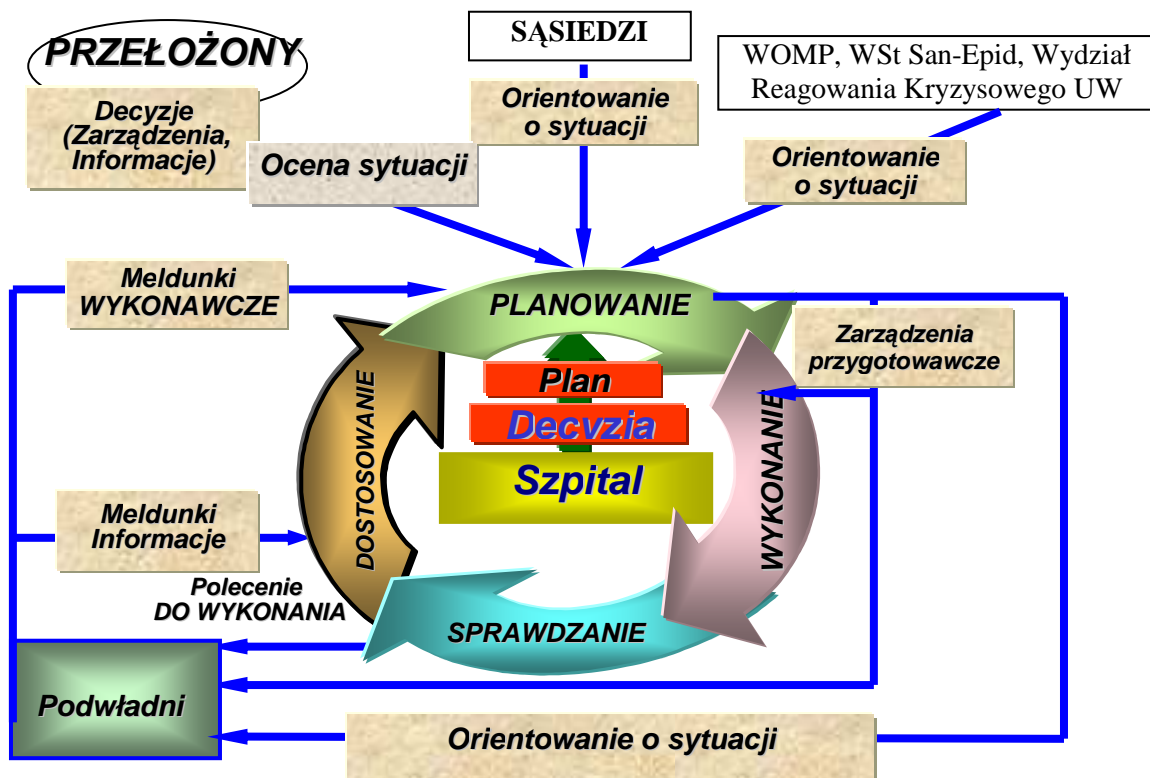 PRZEŁOŻONY
Decyzje
(Zarządzenia,
Informacje)
Ocena sytuacji
SĄSIEDZI
Orientowanie
o sytuacji
WOMP, WSt San-Epid, Wydział
Reagowania Kryzysowego UW
Orientowanie
o sytuacji
Meldunki
WYKONAWCZE
PLANOWANIE
Zarządzenia
przygotowawcze
Plan
Decyzja
Szpital
DOSTOSOWANIE
WYKONANIE
Meldunki
Informacje
Polecenie
DO WYKONANIA
SPRAWDZANIE
Podwładni
Orientowanie o sytuacji